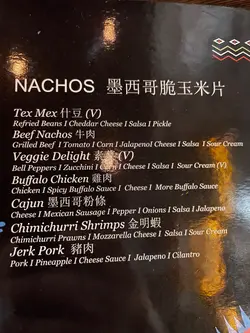 NACHOS 墨西哥脆玉米片
Tex Mex 什豆 (V)
Refried Beans I Cheddar Cheese I Salsa I Pickle
Beef Nachos 牛肉
Grilled Beef I Tomato I Corn I Jalapenol Cheese I Salsa I Sour Cream
Veggie Delight (V)
Bell Peppers I Zucchini I Corn I Cheese I Salsa I Sour Cream (V)
Buffalo Chicken 雞肉
Chicken I Spicy Buffalo Sauce I Cheese I More Buffalo Sauce
Cajun 墨西哥粉條
Cheese I Mexican Sausage I Pepper I Onions I Salsa I Jalapeno
Chimichurri Shrimps 金明蝦
Chimichurri Prawns I Mozzarella Cheese I Salsa I Sour Cream
Jerk Pork 豬肉
Pork I Pineapple I Cheese Sauce I Jalapeno I Cilantro